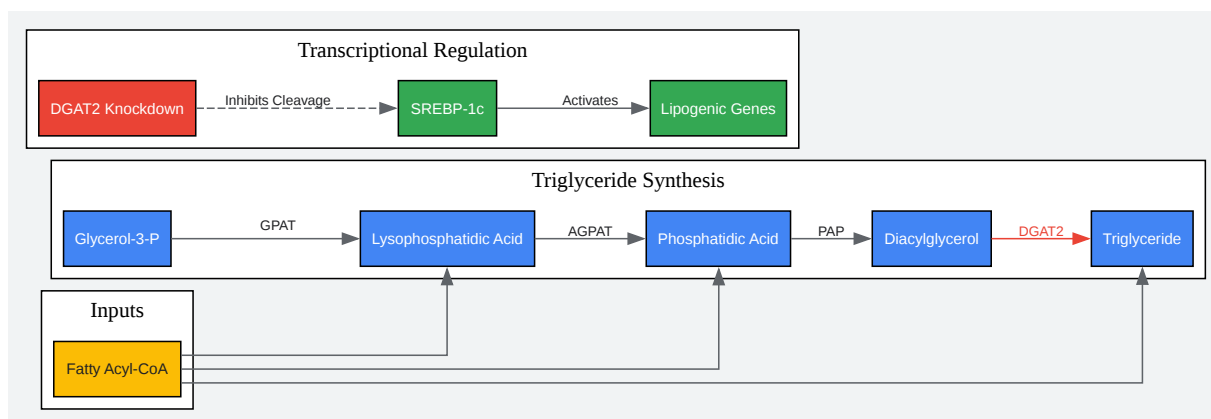 Transcriptional Regulation
DGAT2 Knockdown
Inhibits Cleavage
SREBP-1c
Activates
Lipogenic Genes
Triglyceride Synthesis
Glycerol-3-P
GPAT
Lysophosphatidic Acid
AGPAT
Phosphatidic Acid
PAP
Diacylglycerol
DGAT2
Triglyceride
Inputs
Fatty Acyl-CoA